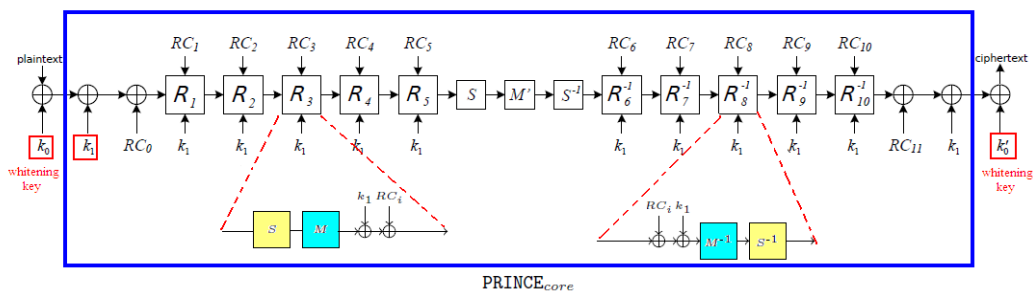 RC₁ RC₂ RC₃ RC₄ RC₅ RC₆ RC₇ RC₈ RC₉ RC₁₀
plaintext ciphertext
R₁ R₂ R₃ R₄ R₅ S M' S⁻¹ R₆⁻¹ R₇⁻¹ R₈⁻¹ R₉⁻¹ R₁₀⁻¹
k₀ k₁ RC₀ k₁ k₁ k₁ k₁ k₁ k₁ k₁ k₁ k₁ k₁ RC₁₁ k₁ k₀′
whitening key
whitening key
k₁ RCᵢ
S M
RCᵢ k₁
M⁻¹ S⁻¹
PRINCE_core